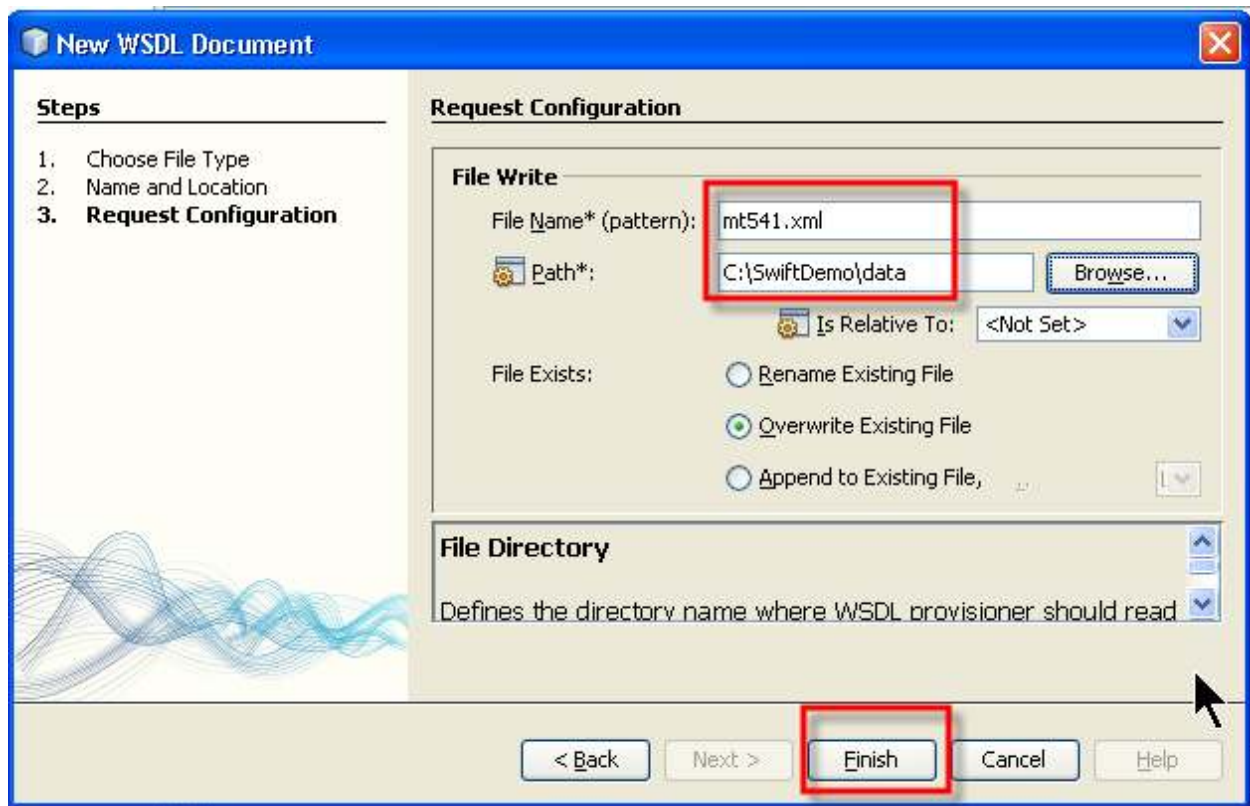 New WSDL Document
Steps
1. Choose File Type
2. Name and Location
3. Request Configuration
Request Configuration
File Write
File Name* (pattern): mt541.xml
Path*: C:\SwiftDemo\data Browse...
Is Relative To: <Not Set>
File Exists: Rename Existing File
Overwrite Existing File
Append to Existing File,
File Directory
Defines the directory name where WSDL provisioner should read
< Back Next > Finish Cancel Help